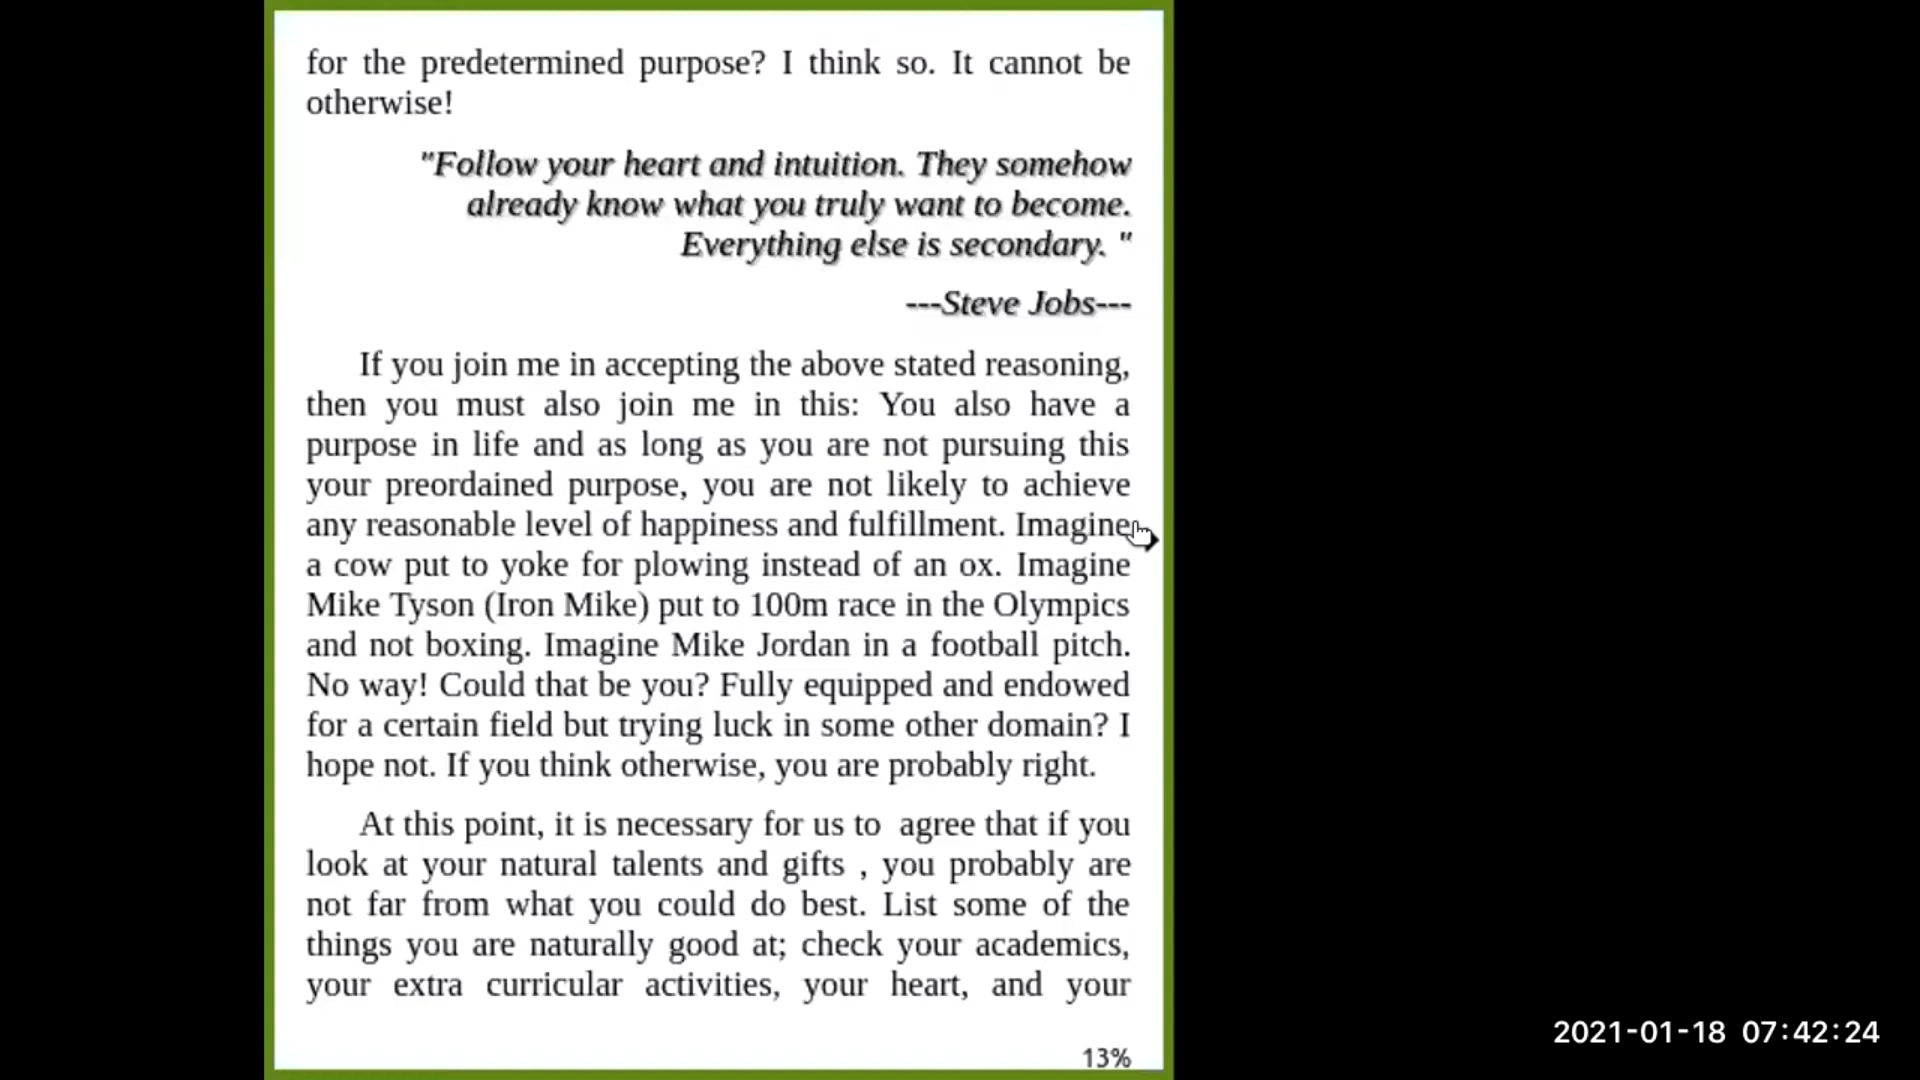 for the predetermined purpose? I think so. It cannot be
otherwise!
"Follow your heart and intuition. They somehow
already know what you truly want to become.
Everything else is secondary. "
---Steve Jobs---
If you join me in accepting the above stated reasoning,
then you must also join me in this: You also have a
purpose in life and as long as you are not pursuing this
your preordained purpose, you are not likely to achieve
any reasonable level of happiness and fulfillment. Imagine
a cow put to yoke for plowing instead of an ox. Imagine
Mike Tyson (Iron Mike) put to 100m race in the Olympics
and not boxing. Imagine Mike Jordan in a football pitch.
No way! Could that be you? Fully equipped and endowed
for a certain field but trying luck in some other domain? I
hope not. If you think otherwise, you are probably right.
At this point, it is necessary for us to  agree that if you
look at your natural talents and gifts , you probably are
not far from what you could do best. List some of the
things you are naturally good at; check your academics,
your extra curricular activities, your heart, and your
13%
2021-01-18 07:42:24